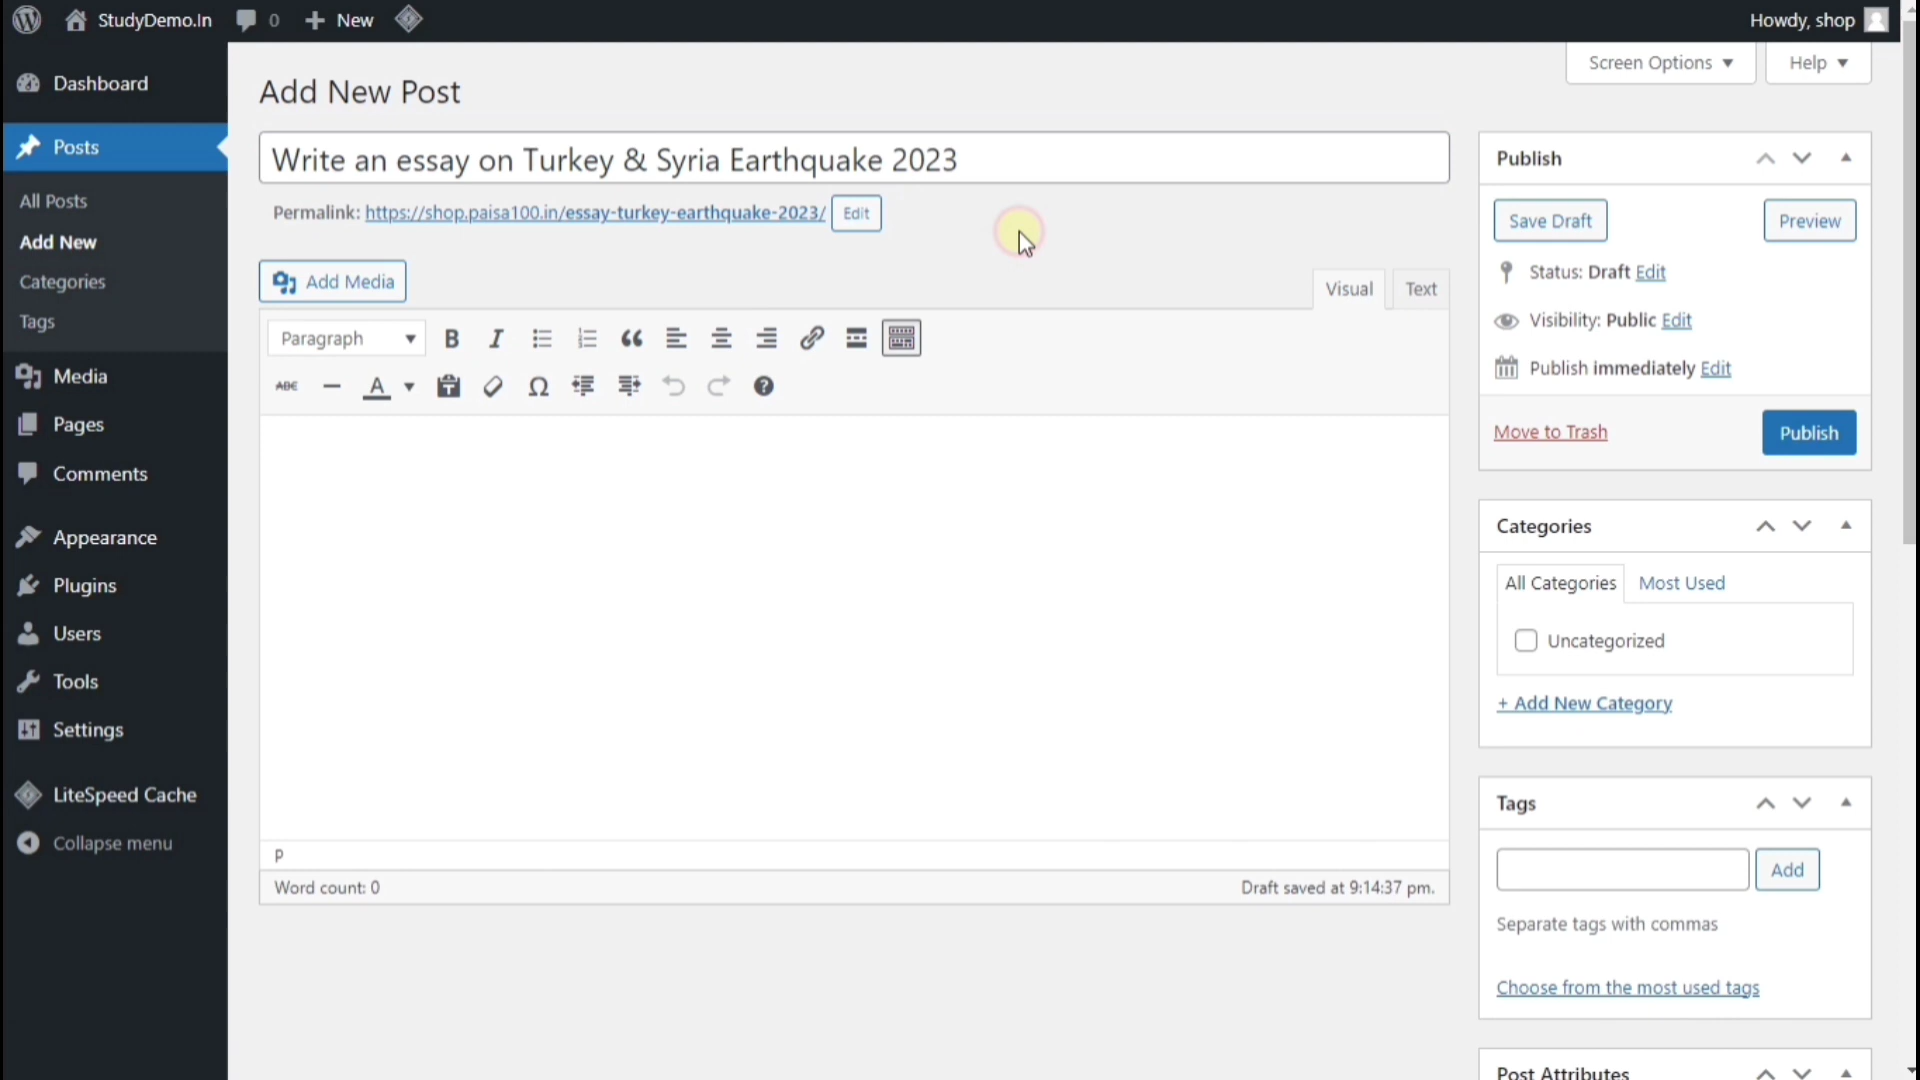 StudyDemo.In 0 New Howdy, shop
Screen Options Help
Dashboard
Posts
All Posts
Add New
Categories
Tags
Media
Pages
Comments
Appearance
Plugins
Users
Tools
Settings
LiteSpeed Cache
Collapse menu
Add New Post
Write an essay on Turkey & Syria Earthquake 2023
Permalink: https://shop.paisa100.in/essay-turkey-earthquake-2023/ Edit
Add Media
Visual Text
Paragraph B I
ABC A
P
Word count: 0 Draft saved at 9:14:37 pm.
Publish
Save Draft Preview
Status: Draft Edit
Visibility: Public Edit
Publish immediately Edit
Move to Trash Publish
Categories
All Categories Most Used
Uncategorized
+ Add New Category
Tags
Add
Separate tags with commas
Choose from the most used tags
Post Attributes